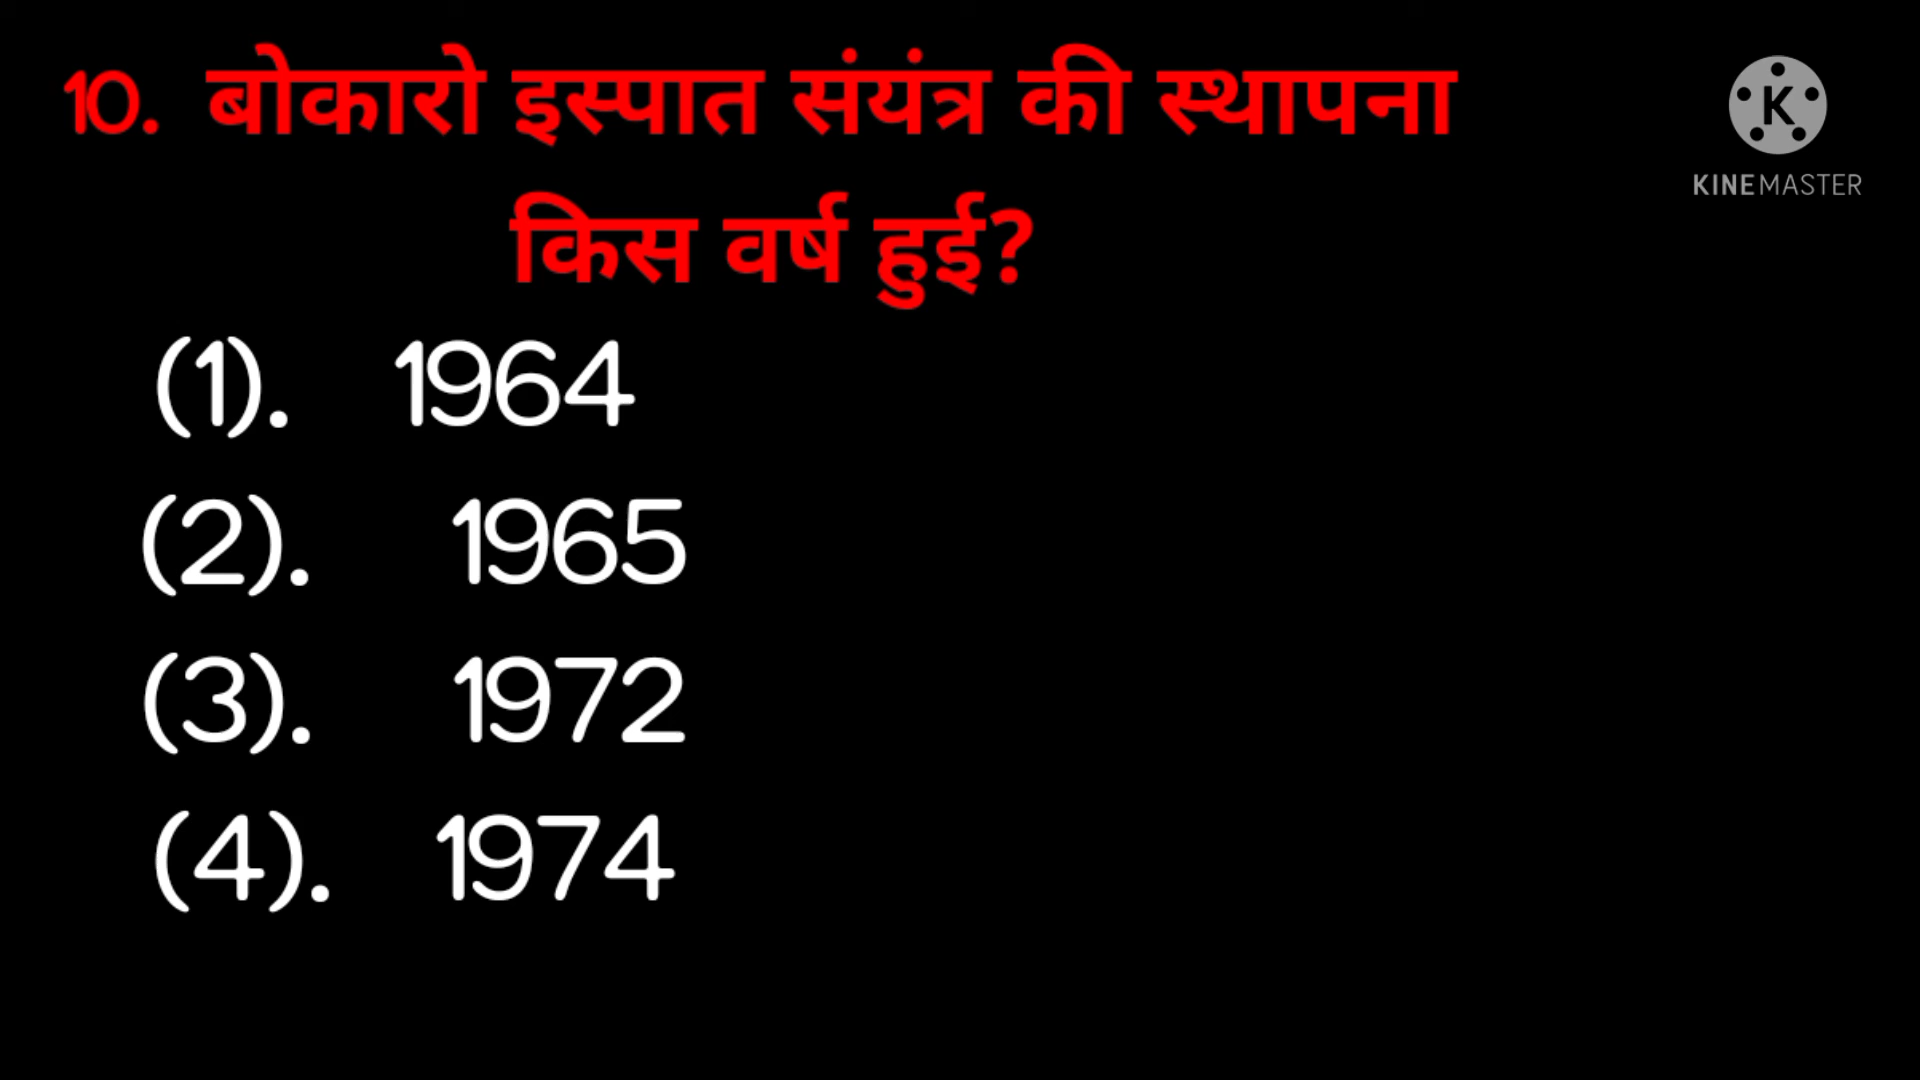 10. बोकारो इस्पात संयंत्र की स्थापना
किस वर्ष हुई?
(1). 1964
(2). 1965
(3). 1972
(4). 1974
K
KINEMASTER